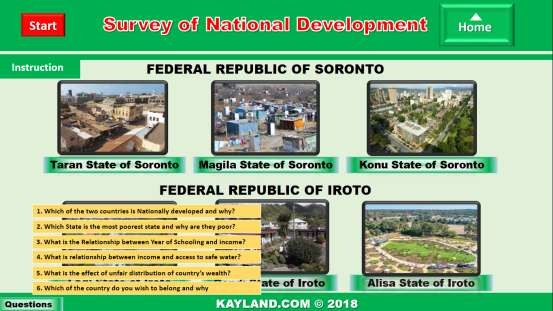 Start
Survey of National Development
Home
Instruction
FEDERAL REPUBLIC OF SORONTO
Taran State of Soronto
Magila State of Soronto
Konu State of Soronto
FEDERAL REPUBLIC OF IROTO
1. Which of the two countries is Nationally developed and why?
2. Which State is the most poorest state and why are they poor?
3. What is the Relationship between Year of Schooling and income?
4. What is relationship between income and access to safe water?
5. What is the effect of unfair distribution of country's wealth?
6. Which of the country do you wish to belong and why
State of Iroto
Alisa State of Iroto
Questions
KAYLAND.COM © 2018